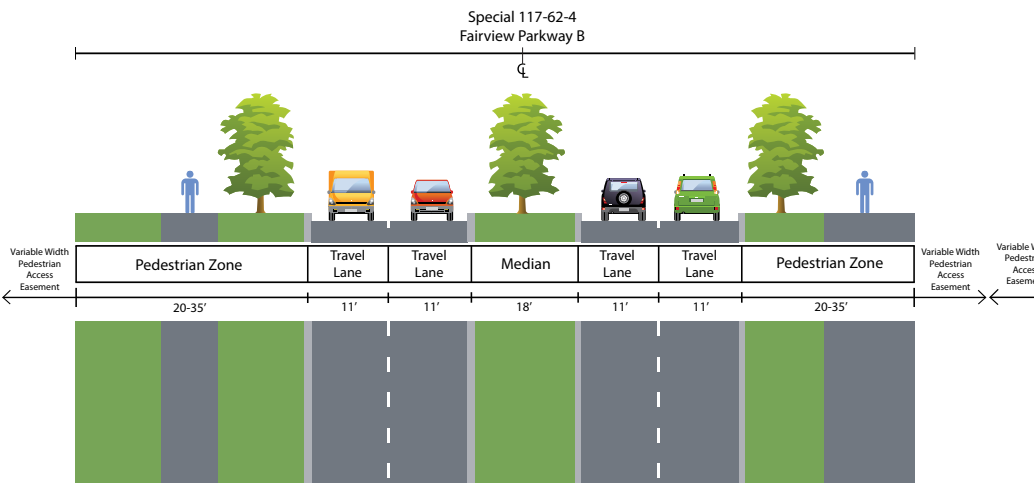 Special 117-62-4
Fairview Parkway B
℄
Variable Width
Pedestrian
Access
Easement
Pedestrian Zone
Travel
Lane
Travel
Lane
Median
Travel
Lane
Travel
Lane
Pedestrian Zone
Variable Width
Pedestrian
Access
Easement
Variable
20-35′
11′
11′
18′
11′
11′
20-35′